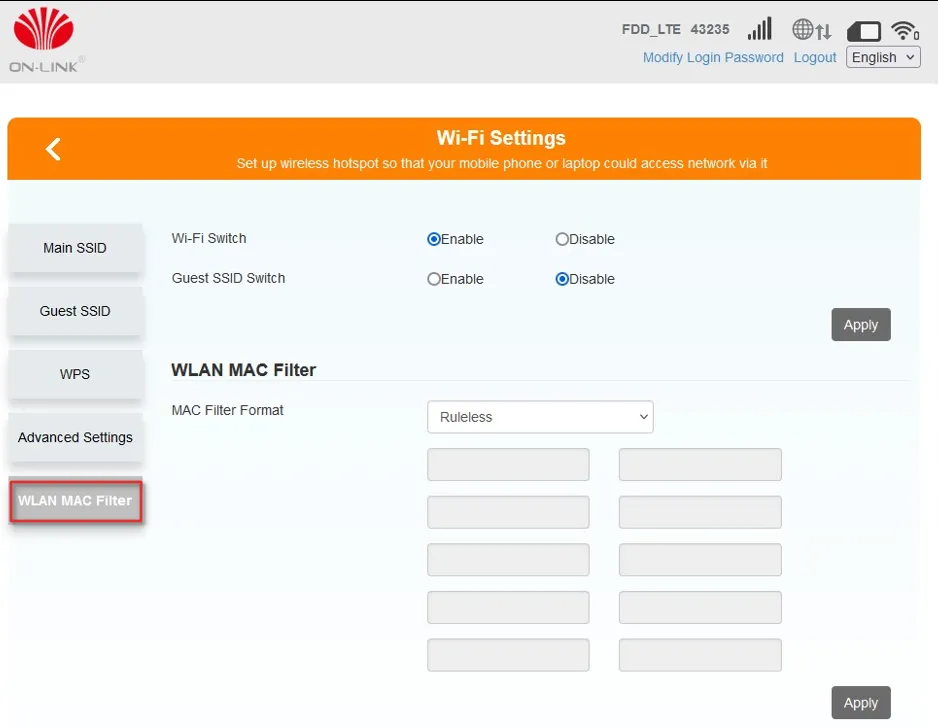 FDD_LTE 43235
ON-LINK®
Modify Login Password Logout English
Wi-Fi Settings
Set up wireless hotspot so that your mobile phone or laptop could access network via it
Main SSID
Guest SSID
WPS
Advanced Settings
WLAN MAC Filter
Wi-Fi Switch Enable Disable
Guest SSID Switch Enable Disable
Apply
WLAN MAC Filter
MAC Filter Format Ruleless
Apply